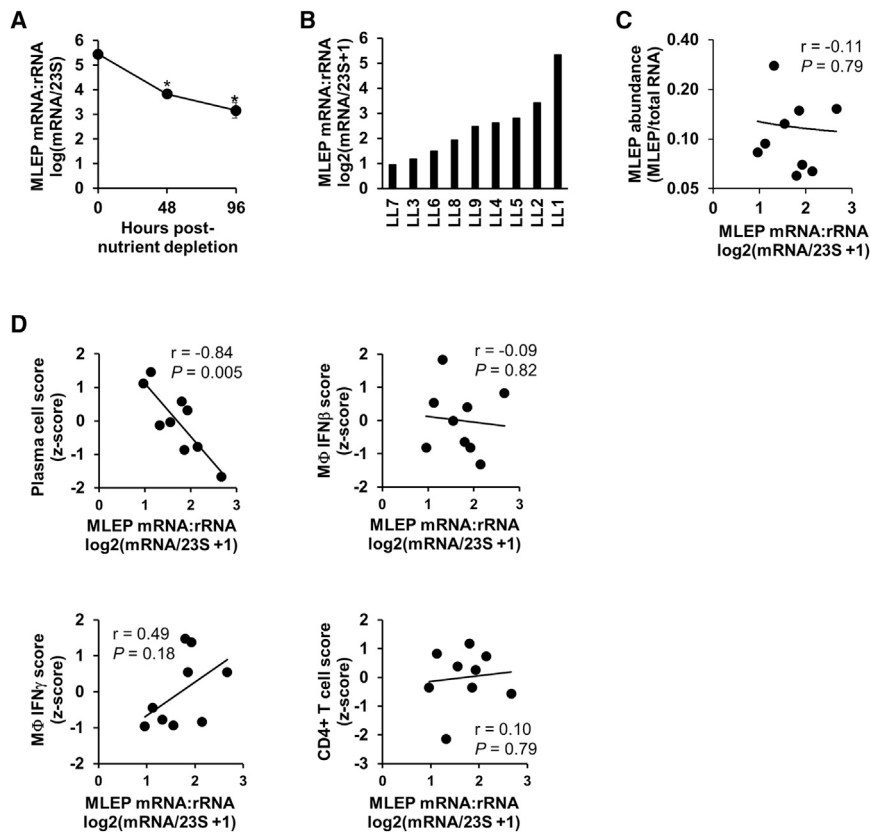 A
MLEP mRNA:rRNA
log(mRNA/23S)
6
5
4
3
2
1
0
*
*
0
48
96
Hours post-
nutrient depletion
B
MLEP mRNA:rRNA
log2(mRNA/23S+1)
6
5
4
3
2
1
0
LL7
LL3
LL6
LL8
LL9
LL4
LL5
LL2
LL1
C
MLEP abundance
(MLEP/total RNA)
0.40
0.20
0.10
0.05
r = -0.11
P = 0.79
0
1
2
3
MLEP mRNA:rRNA
log2(mRNA/23S +1)
D
Plasma cell score
(z-score)
2
1
0
-1
-2
r = -0.84
P = 0.005
0
1
2
3
MLEP mRNA:rRNA
log2(mRNA/23S +1)
MΦ IFNβ score
(z-score)
2
1
0
-1
-2
r = -0.09
P = 0.82
0
1
2
3
MLEP mRNA:rRNA
log2(mRNA/23S +1)
MΦ IFNγ score
(z-score)
2
1
0
-1
-2
r = 0.49
P = 0.18
0
1
2
3
MLEP mRNA:rRNA
log2(mRNA/23S +1)
CD4+ T cell score
(z-score)
2
1
0
-1
-2
-3
r = 0.10
P = 0.79
0
1
2
3
MLEP mRNA:rRNA
log2(mRNA/23S +1)